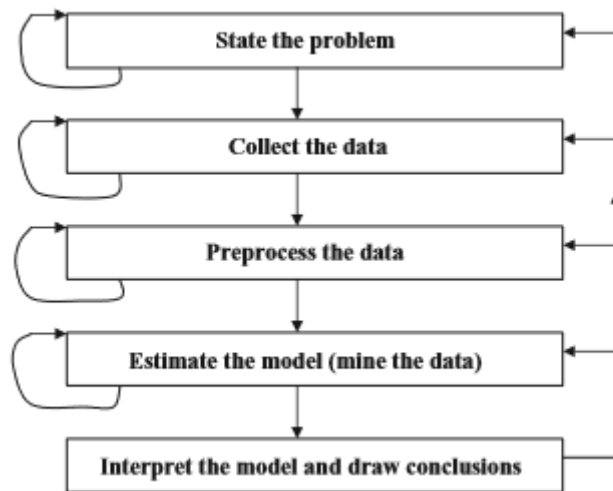 State the problem
Collect the data
Preprocess the data
Estimate the model (mine the data)
Interpret the model and draw conclusions